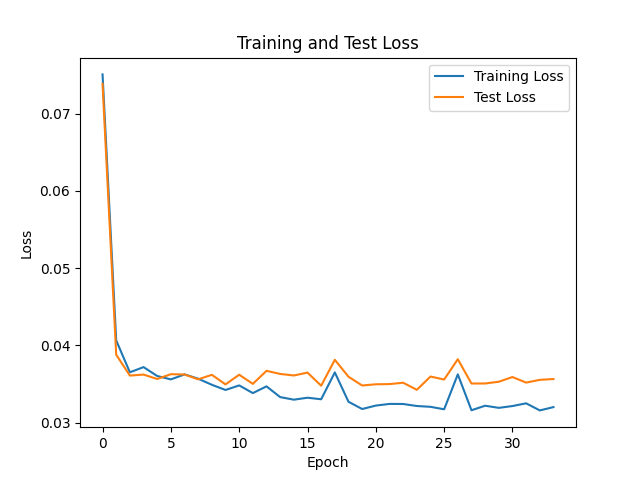 Training and Test Loss
Training Loss
Test Loss
0.07
0.06
0.05
0.04
0.03
Loss
0 5 10 15 20 25 30
Epoch